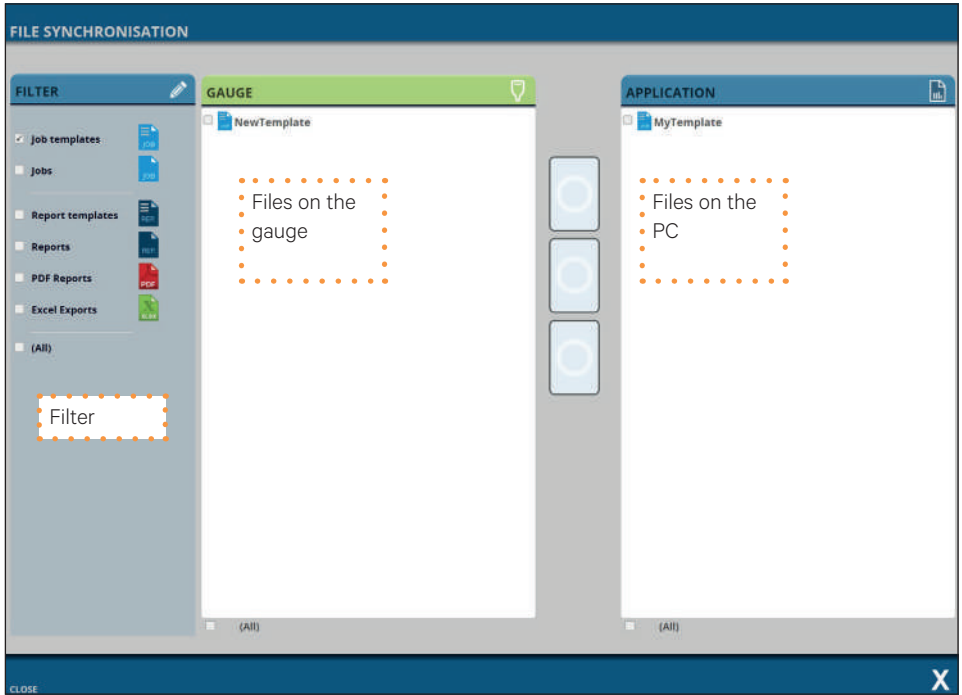 FILE SYNCHRONISATION
FILTER
Job templates
JOB
Jobs
JOB
Report templates
REP
Reports
REP
PDF Reports
PDF
Excel Exports
(All)
Filter
GAUGE
NewTemplate
Files on the
gauge
(All)
APPLICATION
MyTemplate
Files on the
PC
(All)
CLOSE
X